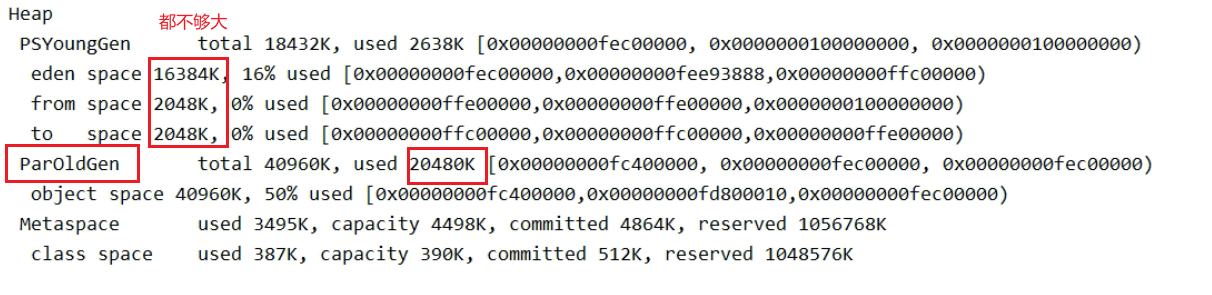 Heap
都不够大
PSYoungGen total 18432K, used 2638K [0x00000000fec00000, 0x0000000100000000, 0x0000000100000000)
eden space 16384K, 16% used [0x00000000fec00000,0x00000000fee93888,0x00000000ffc00000)
from space 2048K, 0% used [0x00000000ffe00000,0x00000000ffe00000,0x0000000100000000)
to space 2048K, 0% used [0x00000000ffc00000,0x00000000ffc00000,0x00000000ffe00000)
ParOldGen total 40960K, used 20480K [0x00000000fc400000, 0x00000000fec00000, 0x00000000fec00000)
object space 40960K, 50% used [0x00000000fc400000,0x00000000fd800010,0x00000000fec00000)
Metaspace used 3495K, capacity 4498K, committed 4864K, reserved 1056768K
class space used 387K, capacity 390K, committed 512K, reserved 1048576K